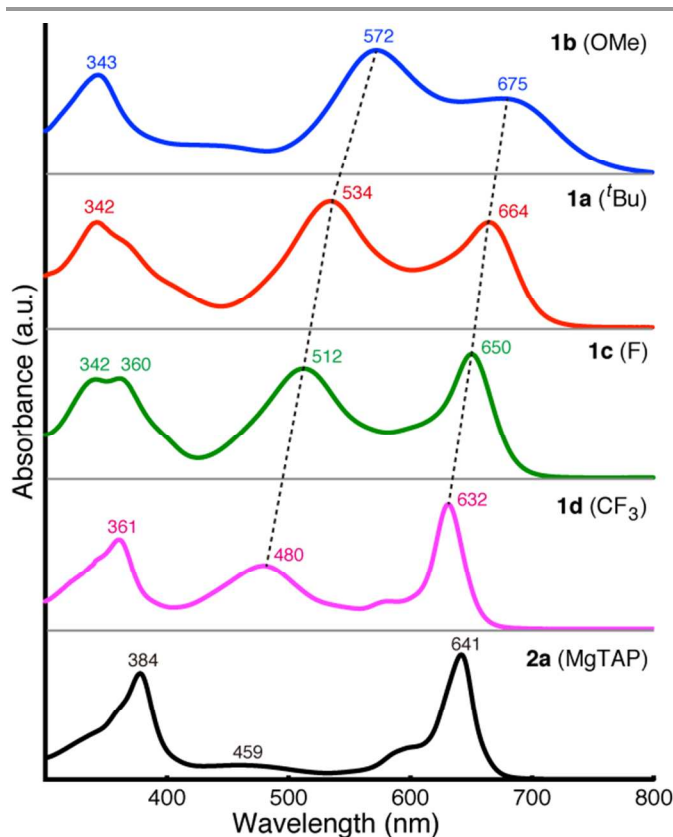 572
1b (OMe)
343
675
1a (ᵗBu)
342
534
664
1c (F)
342 360
512
650
1d (CF₃)
361
480
632
2a (MgTAP)
384
641
459
Absorbance (a.u.)
400 500 600 700 800
Wavelength (nm)